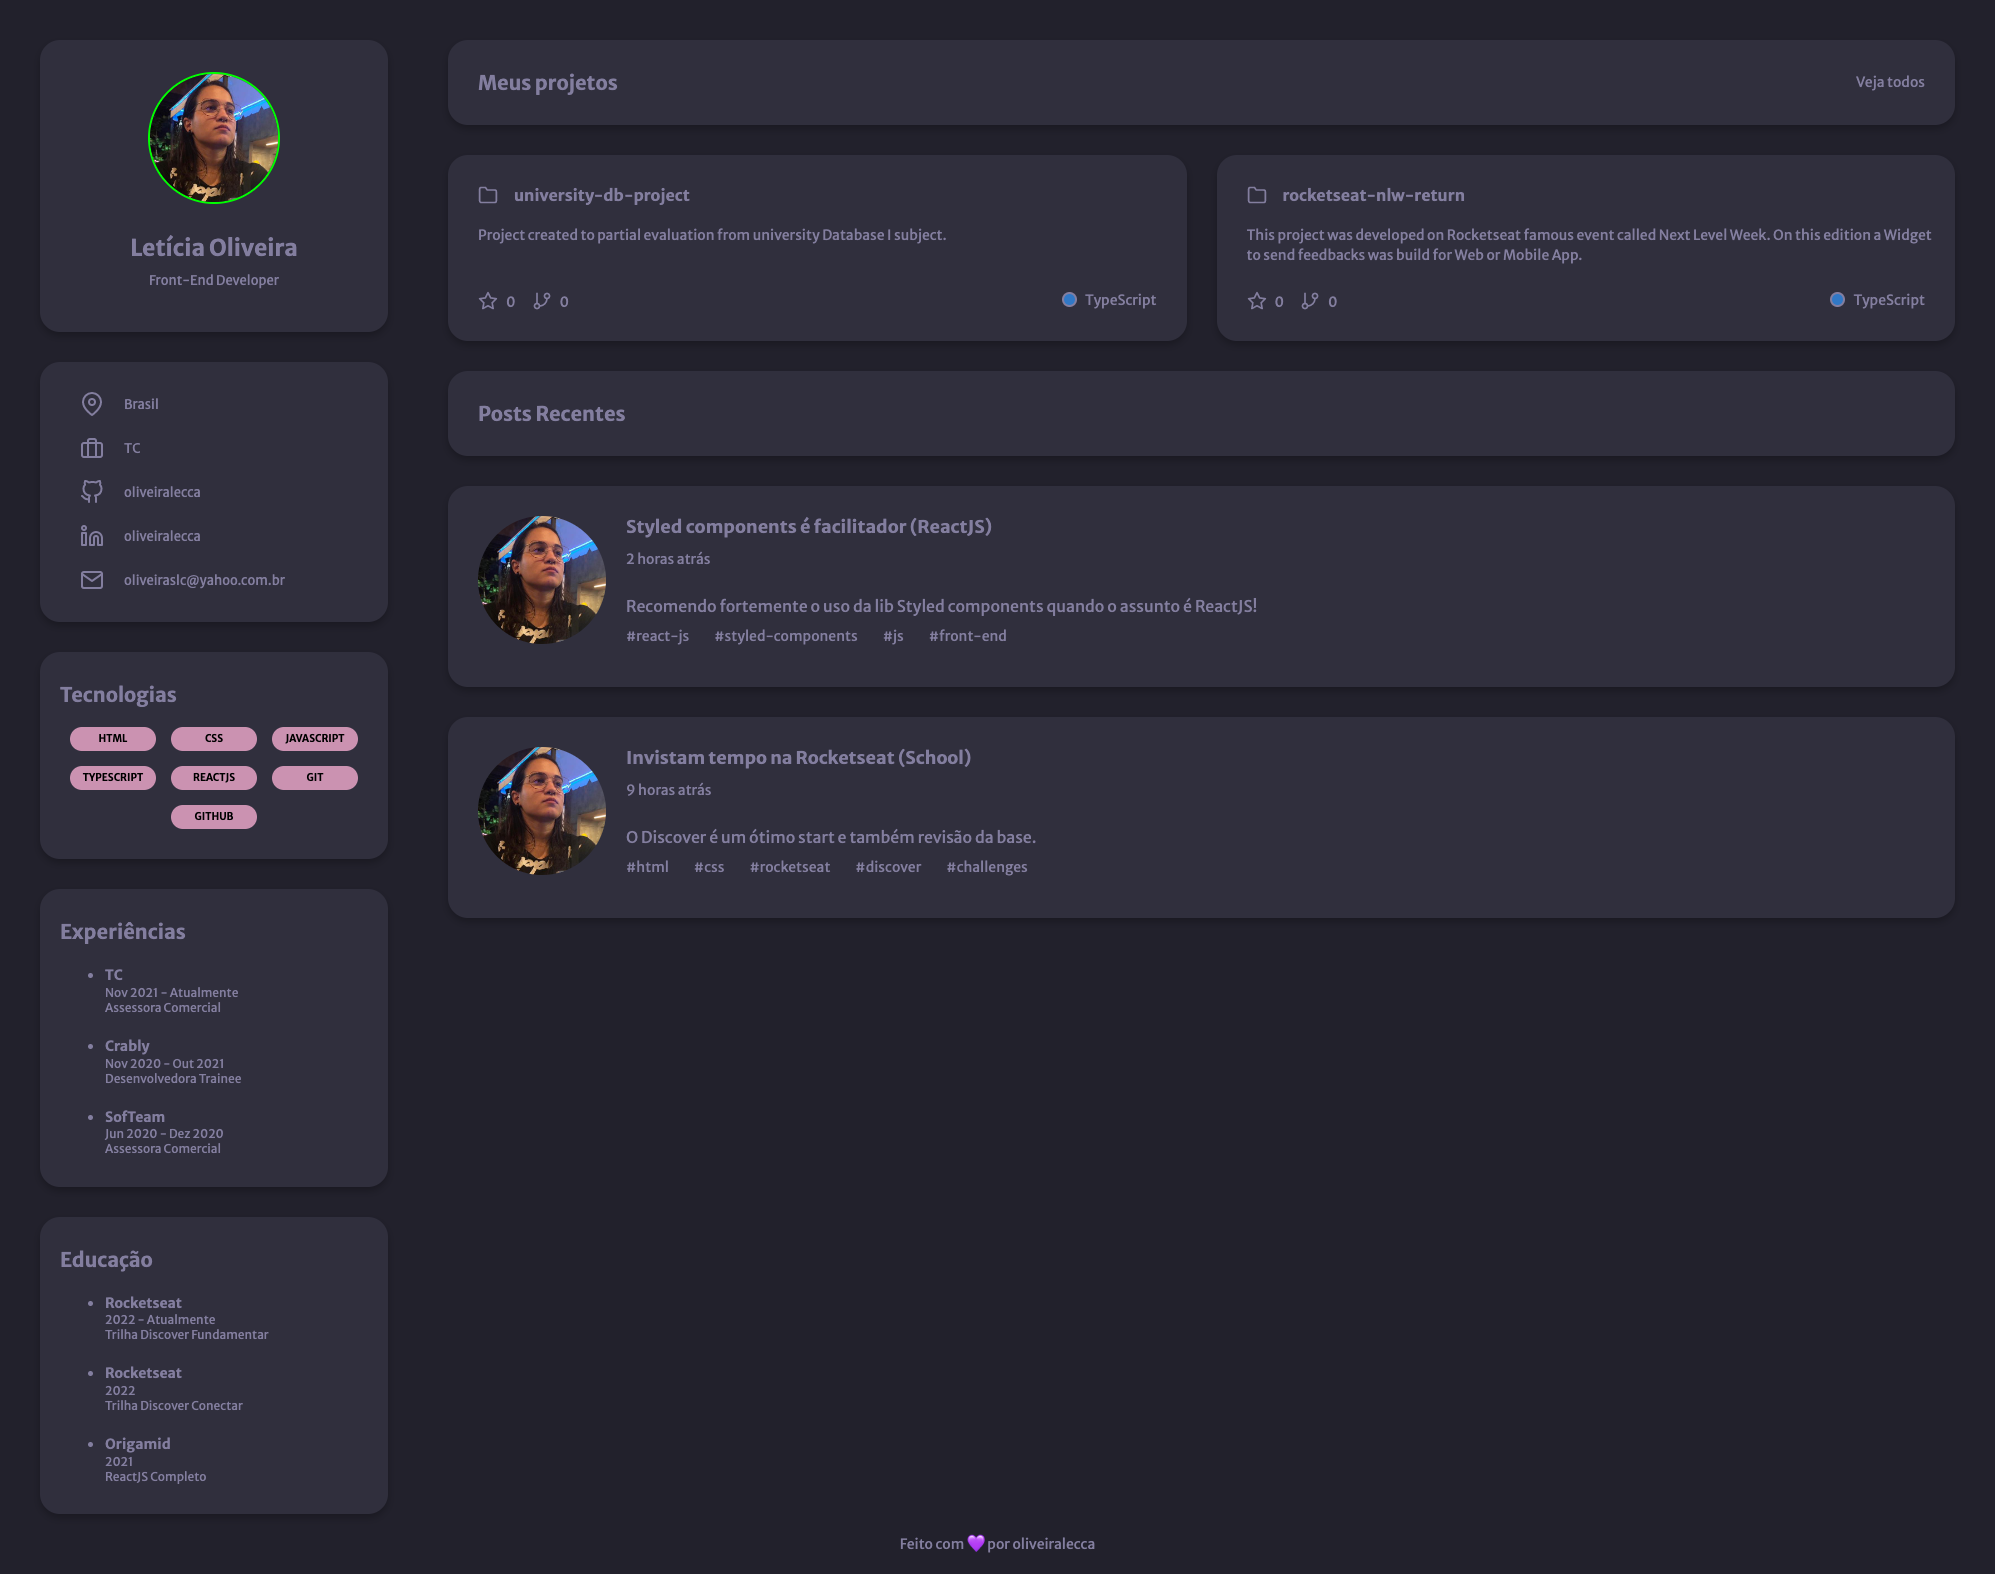 Letícia Oliveira
Front-End Developer
Brasil
TC
oliveiralecca
oliveiralecca
oliveiraslc@yahoo.com.br
Tecnologias
HTML CSS JAVASCRIPT
TYPESCRIPT REACTJS GIT
GITHUB
Experiências
• TC
Nov 2021 - Atualmente
Assessora Comercial
• Crably
Nov 2020 - Out 2021
Desenvolvedora Trainee
• SofTeam
Jun 2020 - Dez 2020
Assessora Comercial
Educação
• Rocketseat
2022 - Atualmente
Trilha Discover Fundamentar
• Rocketseat
2022
Trilha Discover Conectar
• Origamid
2021
ReactJS Completo
Meus projetos Veja todos
university-db-project
Project created to partial evaluation from university Database I subject.
0 0 TypeScript
rocketseat-nlw-return
This project was developed on Rocketseat famous event called Next Level Week. On this edition a Widget
to send feedbacks was build for Web or Mobile App.
0 0 TypeScript
Posts Recentes
Styled components é facilitador (ReactJS)
2 horas atrás
Recomendo fortemente o uso da lib Styled components quando o assunto é ReactJS!
#react-js #styled-components #js #front-end
Invistam tempo na Rocketseat (School)
9 horas atrás
O Discover é um ótimo start e também revisão da base.
#html #css #rocketseat #discover #challenges
Feito com 💜 por oliveiralecca